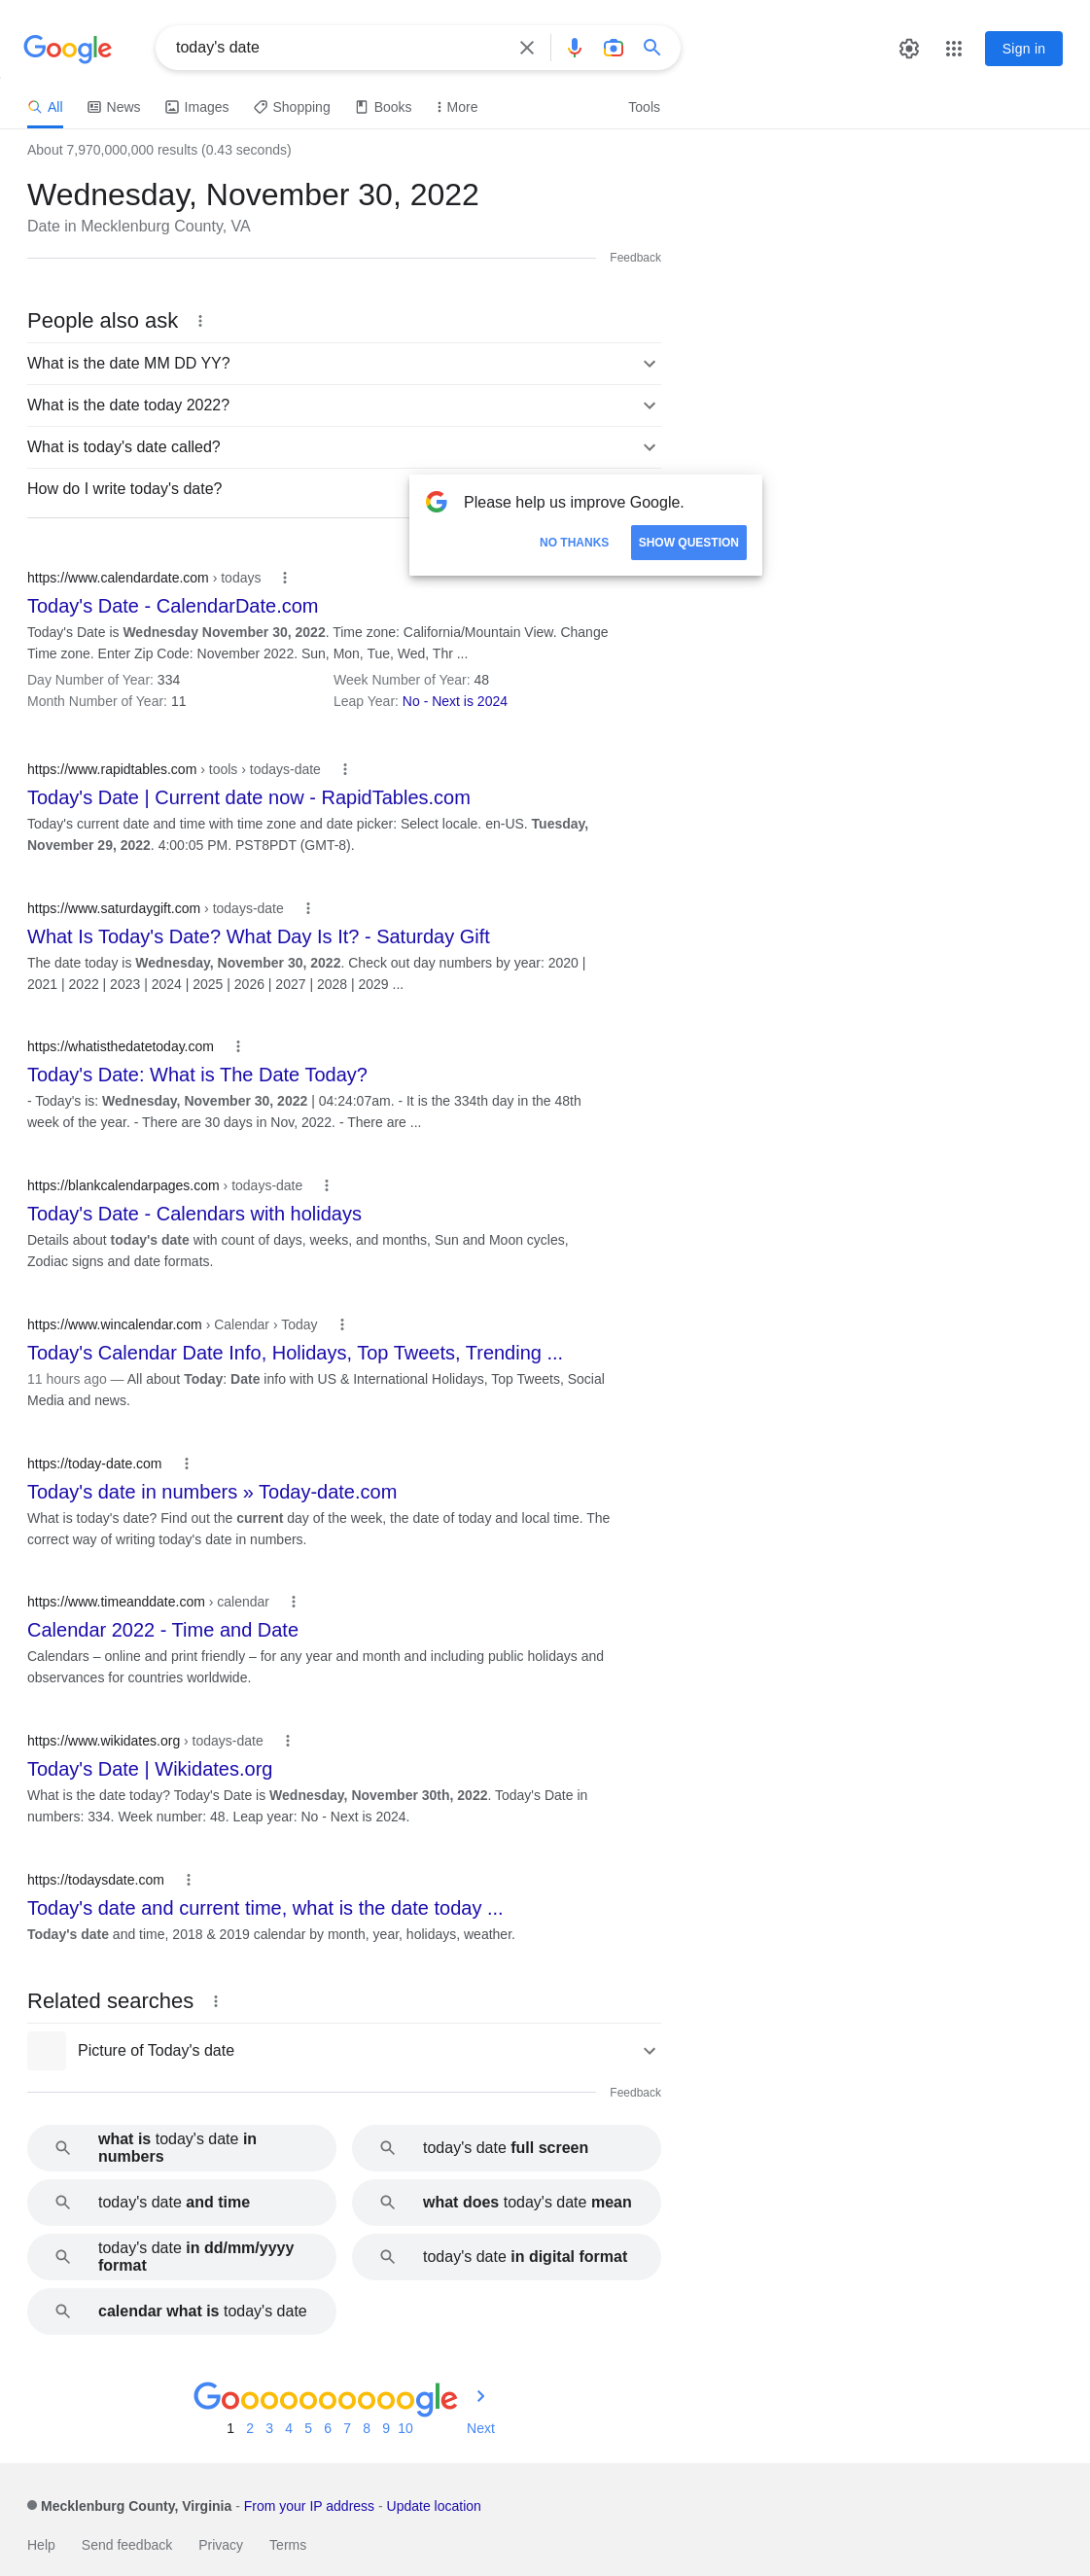 Google
today's date
Sign in
All News Images Shopping Books More Tools
About 7,970,000,000 results (0.43 seconds)
Wednesday, November 30, 2022
Date in Mecklenburg County, VA
Feedback
People also ask
What is the date MM DD YY?
What is the date today 2022?
What is today's date called?
How do I write today's date?
Please help us improve Google.
NO THANKS SHOW QUESTION
https://www.calendardate.com › todays
Today's Date - CalendarDate.com
Today's Date is Wednesday November 30, 2022. Time zone: California/Mountain View. Change
Time zone. Enter Zip Code: November 2022. Sun, Mon, Tue, Wed, Thr ...
Day Number of Year: 334 Week Number of Year: 48
Month Number of Year: 11 Leap Year: No - Next is 2024
https://www.rapidtables.com › tools › todays-date
Today's Date | Current date now - RapidTables.com
Today's current date and time with time zone and date picker: Select locale. en-US. Tuesday,
November 29, 2022. 4:00:05 PM. PST8PDT (GMT-8).
https://www.saturdaygift.com › todays-date
What Is Today's Date? What Day Is It? - Saturday Gift
The date today is Wednesday, November 30, 2022. Check out day numbers by year: 2020 |
2021 | 2022 | 2023 | 2024 | 2025 | 2026 | 2027 | 2028 | 2029 ...
https://whatisthedatetoday.com
Today's Date: What is The Date Today?
- Today's is: Wednesday, November 30, 2022 | 04:24:07am. - It is the 334th day in the 48th
week of the year. - There are 30 days in Nov, 2022. - There are ...
https://blankcalendarpages.com › todays-date
Today's Date - Calendars with holidays
Details about today's date with count of days, weeks, and months, Sun and Moon cycles,
Zodiac signs and date formats.
https://www.wincalendar.com › Calendar › Today
Today's Calendar Date Info, Holidays, Top Tweets, Trending ...
11 hours ago — All about Today: Date info with US & International Holidays, Top Tweets, Social
Media and news.
https://today-date.com
Today's date in numbers » Today-date.com
What is today's date? Find out the current day of the week, the date of today and local time. The
correct way of writing today's date in numbers.
https://www.timeanddate.com › calendar
Calendar 2022 - Time and Date
Calendars – online and print friendly – for any year and month and including public holidays and
observances for countries worldwide.
https://www.wikidates.org › todays-date
Today's Date | Wikidates.org
What is the date today? Today's Date is Wednesday, November 30th, 2022. Today's Date in
numbers: 334. Week number: 48. Leap year: No - Next is 2024.
https://todaysdate.com
Today's date and current time, what is the date today ...
Today's date and time, 2018 & 2019 calendar by month, year, holidays, weather.
Related searches
Picture of Today's date
Feedback
what is today's date in
numbers
today's date full screen
today's date and time
what does today's date mean
today's date in dd/mm/yyyy
format
today's date in digital format
calendar what is today's date
Goooooooooogle
1 2 3 4 5 6 7 8 9 10 Next
Mecklenburg County, Virginia - From your IP address - Update location
Help Send feedback Privacy Terms